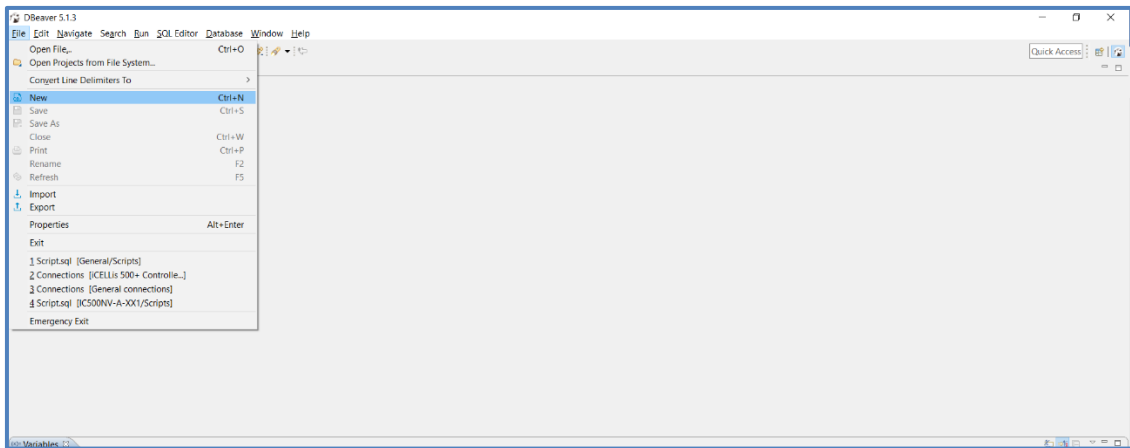 DBeaver 5.1.3
File Edit Navigate Search Run SQL Editor Database Window Help
Open File... Ctrl+O
Quick Access
Open Projects from File System...
Convert Line Delimiters To
New Ctrl+N
Save Ctrl+S
Save As
Close Ctrl+W
Print Ctrl+P
Rename F2
Refresh F5
Import
Export
Properties Alt+Enter
Exit
1 Script.sql [General/Scripts]
2 Connections [iCELLis 500+ Controlle...]
3 Connections [General connections]
4 Script.sql [IC500NV-A-XX1/Scripts]
Emergency Exit
Variables